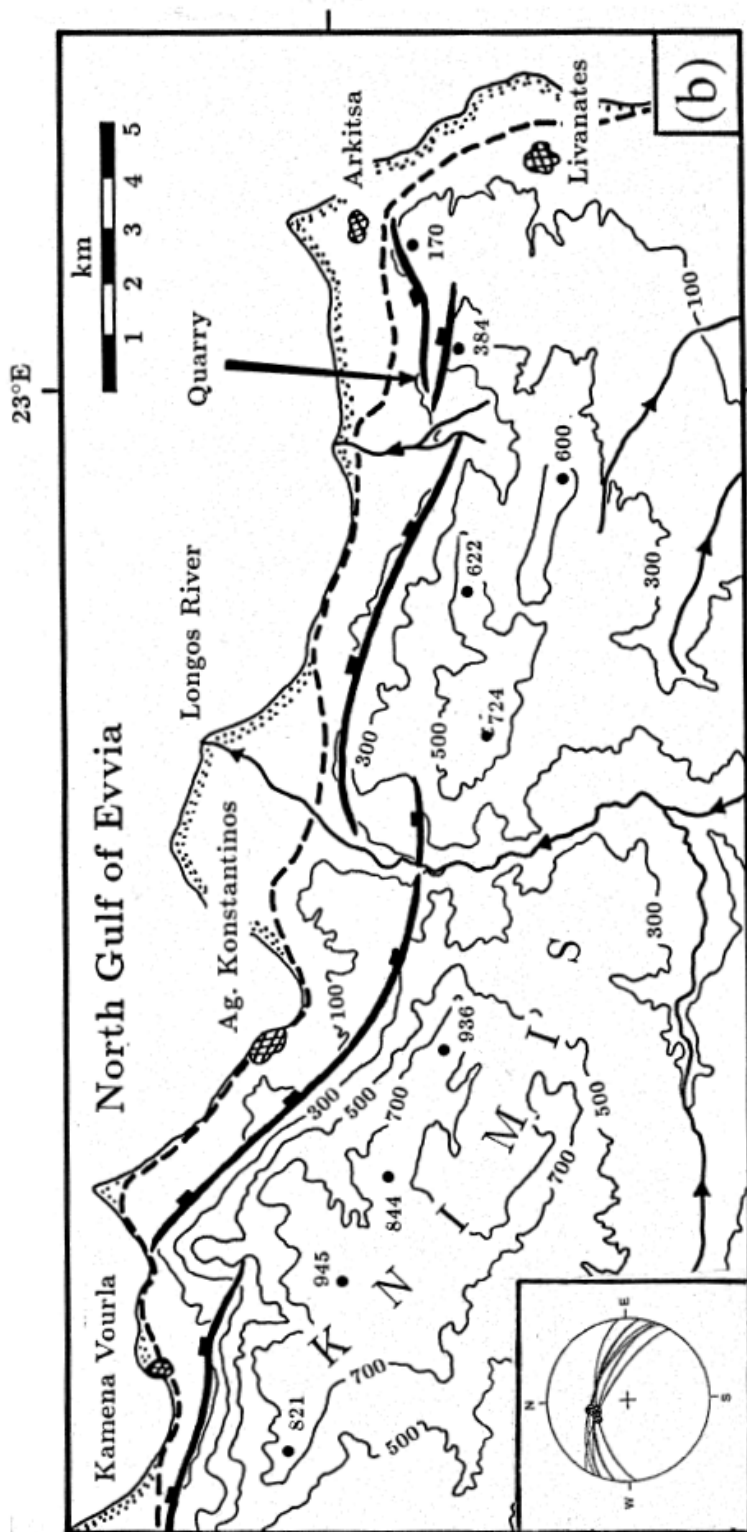 23°E
North Gulf of Evvia
km
1 2 3 4 5
Kamena Vourla
Ag. Konstantinos
Longos River
Quarry
Arkitsa
Livanates
100
300
500
700
300
500
170
384
821
945
844
936
724
622
600
KNIMIS
700
500
700
500
300
300
100
N
E
S
W
(b)